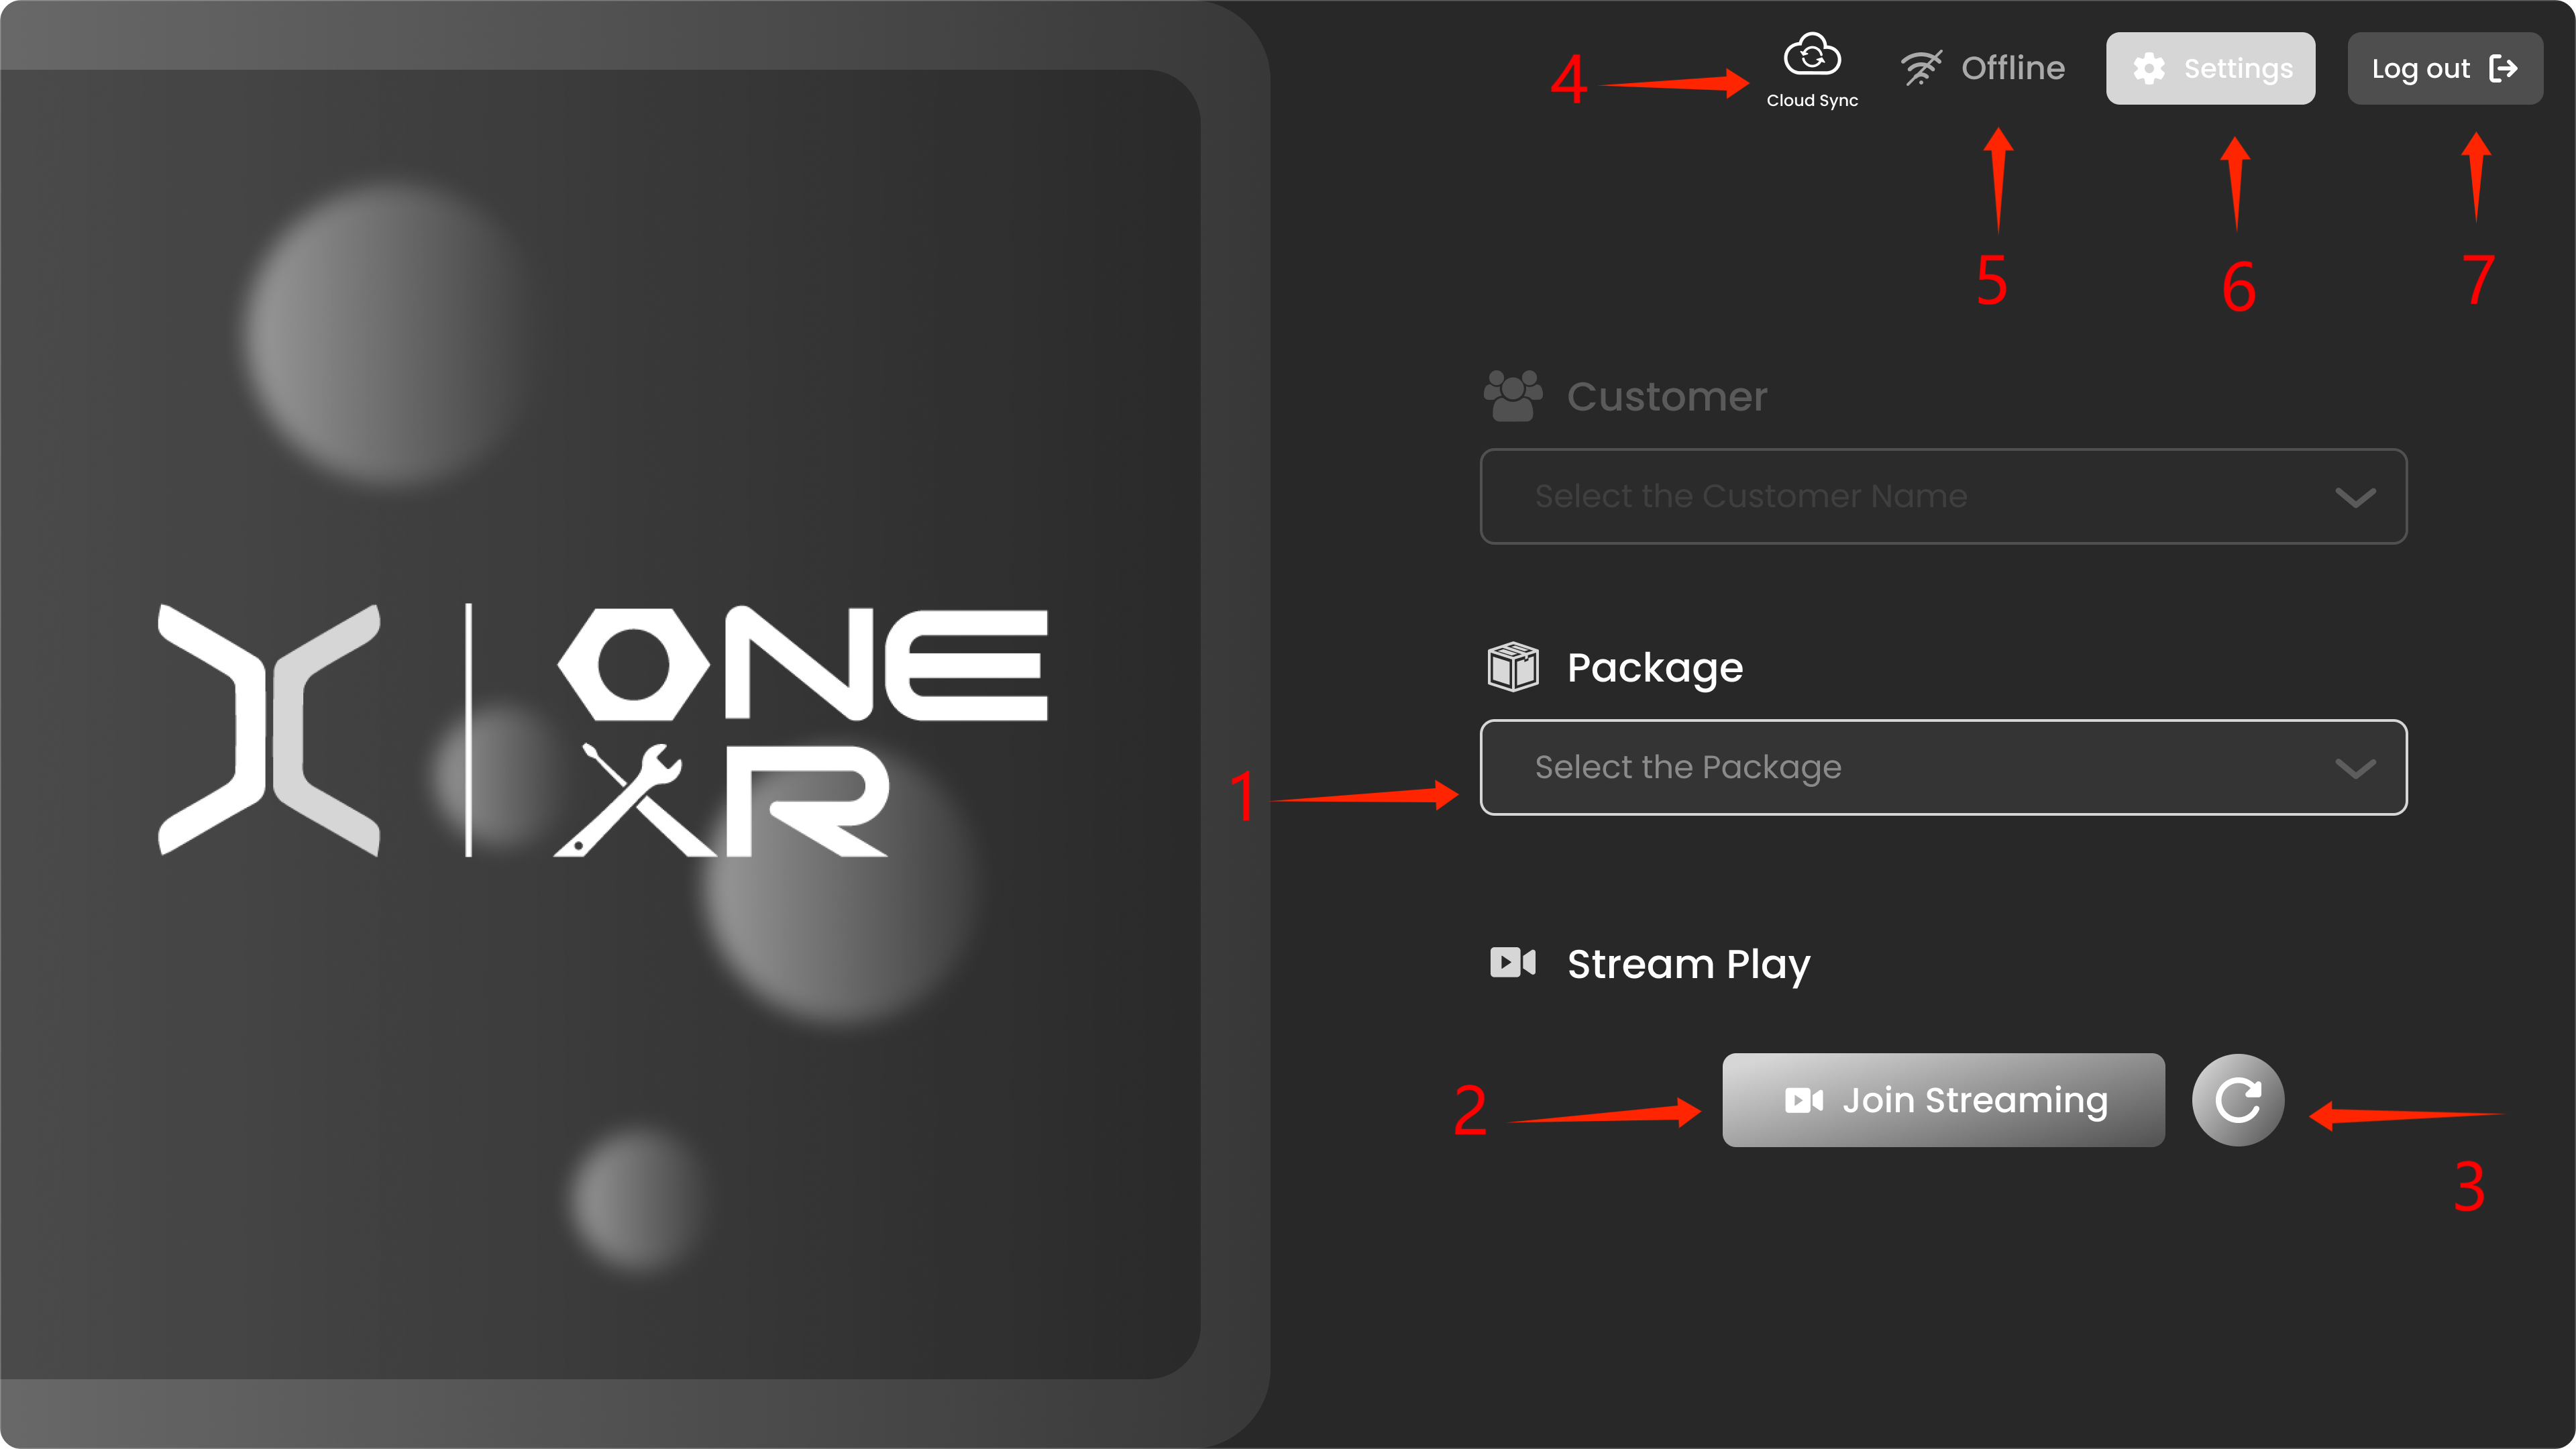 4
Cloud Sync
Offline
Settings
Log out
5
6
7
Customer
Select the Customer Name
ONE
XR
Package
1
Select the Package
Stream Play
2
Join Streaming
3